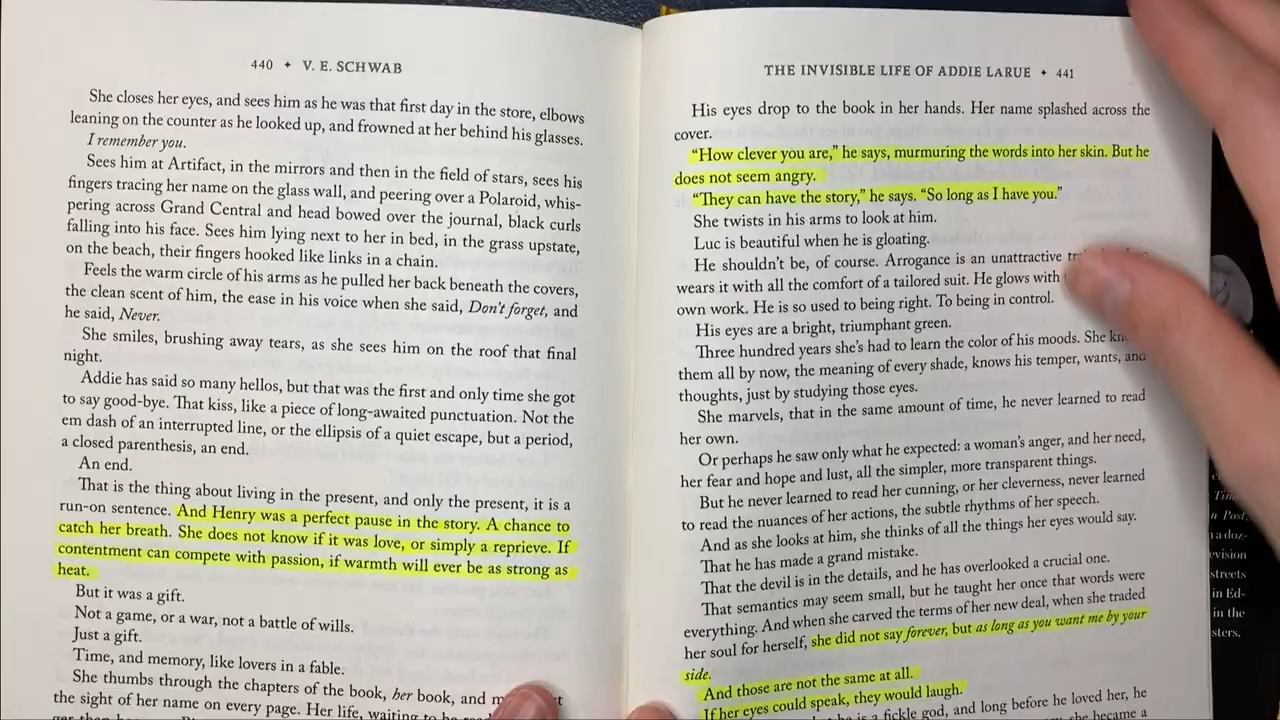 440 ✦ V. E. SCHWAB
She closes her eyes, and sees him as he was that first day in the store, elbows
leaning on the counter as he looked up, and frowned at her behind his glasses.
I remember you.
Sees him at Artifact, in the mirrors and then in the field of stars, sees his
fingers tracing her name on the glass wall, and peering over a Polaroid, whis-
pering across Grand Central and head bowed over the journal, black curls
falling into his face. Sees him lying next to her in bed, in the grass upstate,
on the beach, their fingers hooked like links in a chain.
Feels the warm circle of his arms as he pulled her back beneath the covers,
the clean scent of him, the ease in his voice when she said, Don't forget, and
he said, Never.
She smiles, brushing away tears, as she sees him on the roof that final
night.
Addie has said so many hellos, but that was the first and only time she got
to say good-bye. That kiss, like a piece of long-awaited punctuation. Not the
em dash of an interrupted line, or the ellipsis of a quiet escape, but a period,
a closed parenthesis, an end.
An end.
That is the thing about living in the present, and only the present, it is a
run-on sentence. And Henry was a perfect pause in the story. A chance to
catch her breath. She does not know if it was love, or simply a reprieve. If
contentment can compete with passion, if warmth will ever be as strong as
heat.
But it was a gift.
Not a game, or a war, not a battle of wills.
Just a gift.
Time, and memory, like lovers in a fable.
She thumbs through the chapters of the book, her book, and
the sight of her name on every page. Her life, waiting to be
THE INVISIBLE LIFE OF ADDIE LARUE ✦ 441
His eyes drop to the book in her hands. Her name splashed across the
cover.
"How clever you are," he says, murmuring the words into her skin. But he
does not seem angry.
"They can have the story," he says. "So long as I have you."
She twists in his arms to look at him.
Luc is beautiful when he is gloating.
He shouldn't be, of course. Arrogance is an unattractive
wears it with all the comfort of a tailored suit. He glows with
own work. He is so used to being right. To being in control.
His eyes are a bright, triumphant green.
Three hundred years she's had to learn the color of his moods. She
them all by now, the meaning of every shade, knows his temper, wants, and
thoughts, just by studying those eyes.
She marvels, that in the same amount of time, he never learned to read
her own.
Or perhaps he saw only what he expected: a woman's anger, and her need,
her fear and hope and lust, all the simpler, more transparent things.
But he never learned to read her cunning, or her cleverness, never learned
to read the nuances of her actions, the subtle rhythms of her speech.
And as she looks at him, she thinks of all the things her eyes would say.
That he has made a grand mistake.
That the devil is in the details, and he has overlooked a crucial one.
That semantics may seem small, but he taught her once that words were
everything. And when she carved the terms of her new deal, when she traded
her soul for herself, she did not say forever, but as long as you want me by your
side.
And those are not the same at all.
If her eyes could speak, they would laugh.
is a fickle god, and long before he loved her, he
she became a
Post,
a doz-
evision
streets
in Ed-
in the
sters.